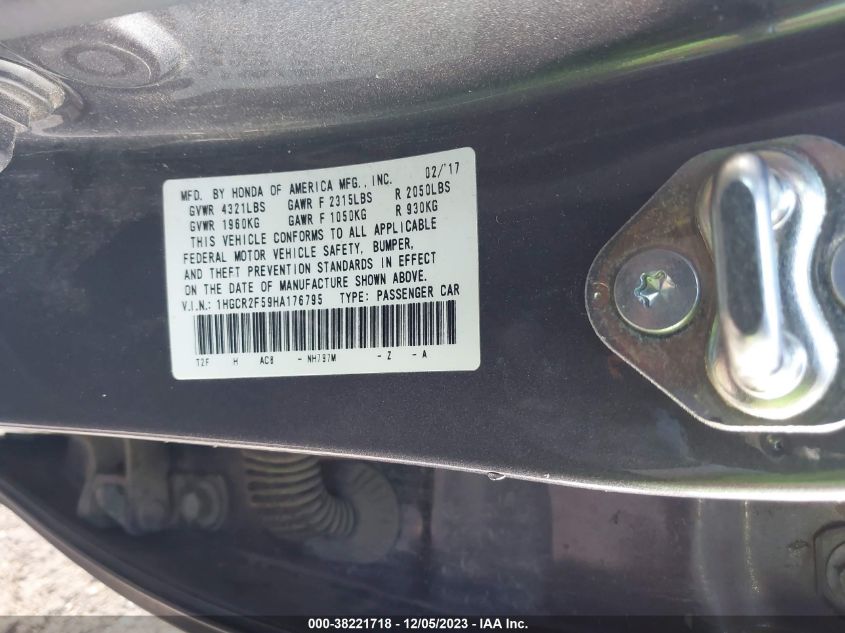 MFD. BY HONDA OF AMERICA MFG., INC. 02/'17
GVWR 4321LBS GAWR F 2315LBS R 2050LBS
GVWR 1960KG GAWR F 1050KG R 930KG
THIS VEHICLE CONFORMS TO ALL APPLICABLE
FEDERAL MOTOR VEHICLE SAFETY, BUMPER,
AND THEFT PREVENTION STANDARDS IN EFFECT
ON THE DATE OF MANUFACTURE SHOWN ABOVE.
V.I.N.: 1HGCR2F59HA176795 TYPE: PASSENGER CAR
T2F H AC8 - NH797M - Z - A
000-38221718 - 12/05/2023 - IAA Inc.